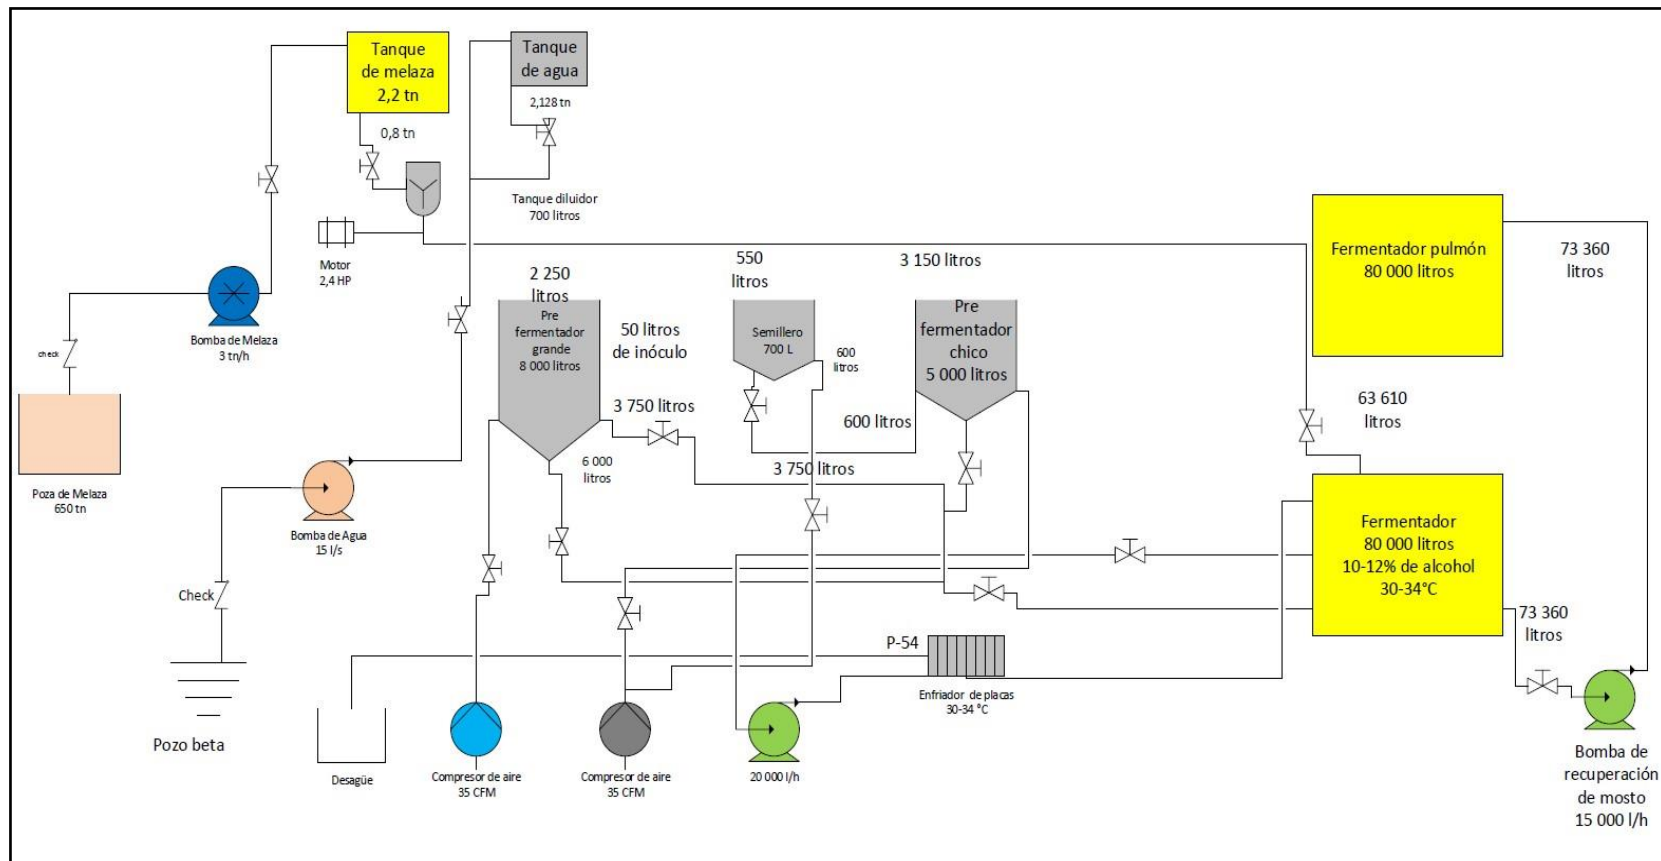 Tanque
de melaza
2,2 tn
Tanque
de agua
0,8 tn
2,128 tn
Tanque diluidor
700 litros
Motor
2,4 HP
Bomba de Melaza
3 tn/h
check
Poza de Melaza
650 tn
Bomba de Agua
15 l/s
Check
Pozo beta
2 250
litros
Pre
fermentador
grande
8 000 litros
50 litros
de inóculo
3 750 litros
6 000
litros
550
litros
Semillero
700 L
600
litros
3 150 litros
Pre
fermentador
chico
5 000 litros
600 litros
3 750 litros
Fermentador pulmón
80 000 litros
73 360
litros
63 610
litros
Fermentador
80 000 litros
10-12% de alcohol
30-34°C
73 360
litros
P-54
Enfriador de placas
30-34 °C
Desagüe
Compresor de aire
35 CFM
Compresor de aire
35 CFM
20 000 l/h
Bomba de
recuperación
de mosto
15 000 l/h